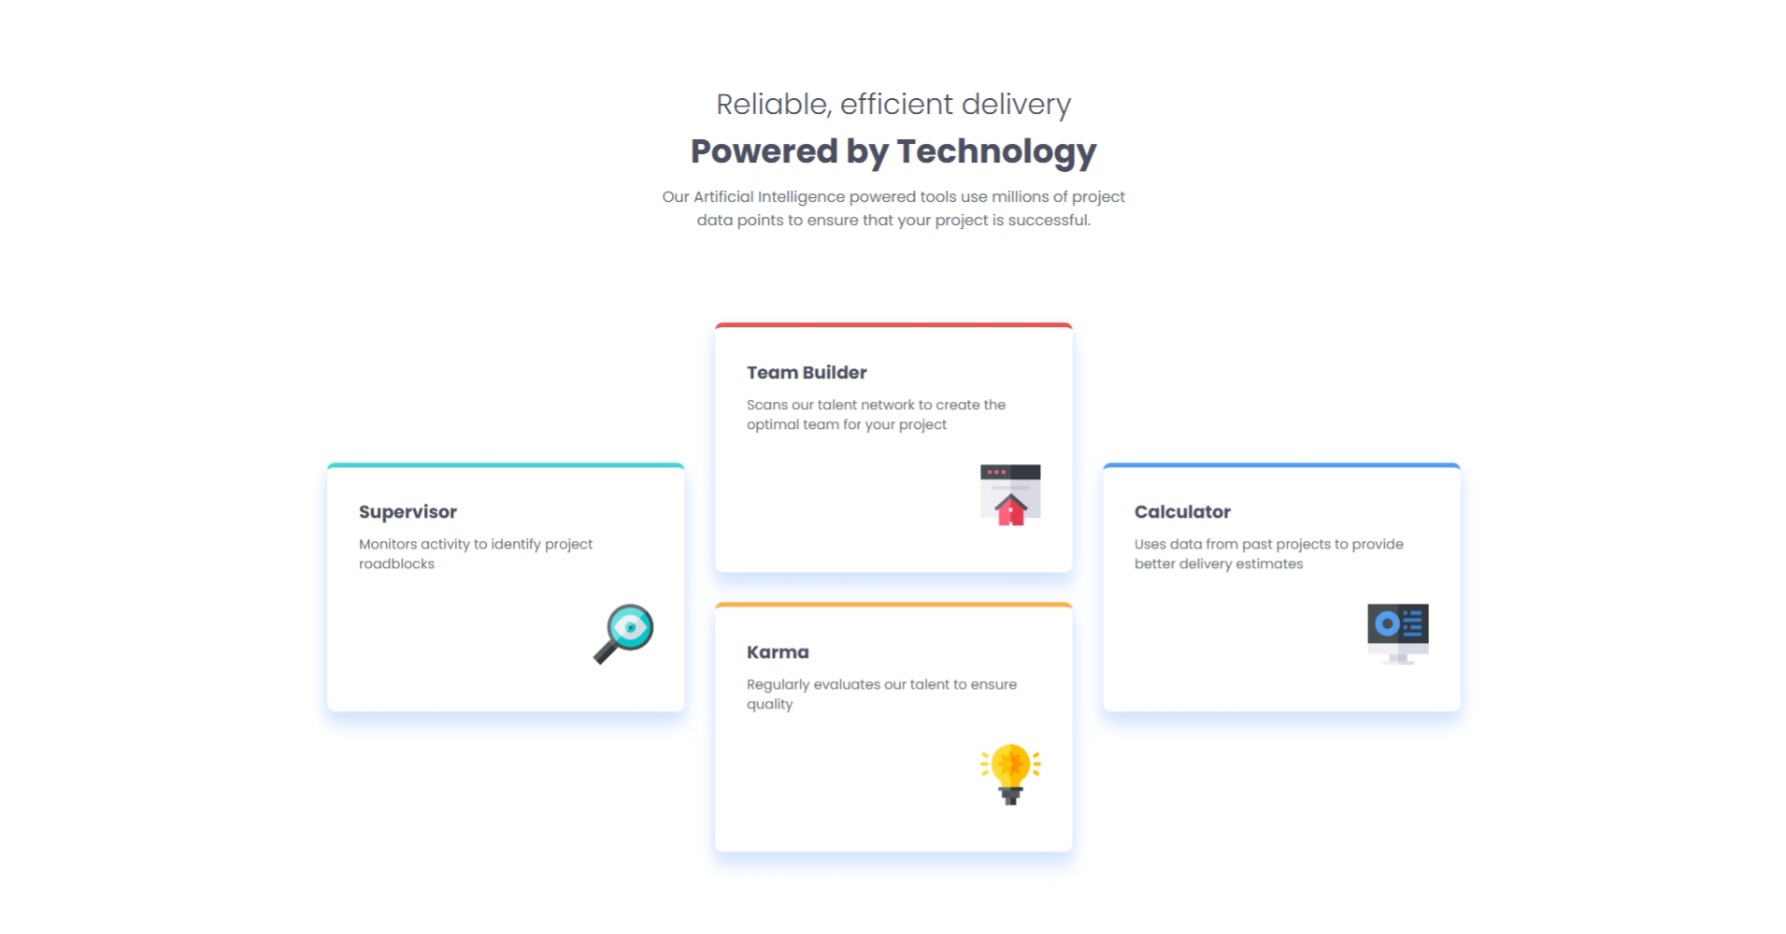 Reliable, efficient delivery
Powered by Technology
Our Artificial Intelligence powered tools use millions of project
data points to ensure that your project is successful.
Supervisor
Monitors activity to identify project
roadblocks
Team Builder
Scans our talent network to create the
optimal team for your project
Karma
Regularly evaluates our talent to ensure
quality
Calculator
Uses data from past projects to provide
better delivery estimates